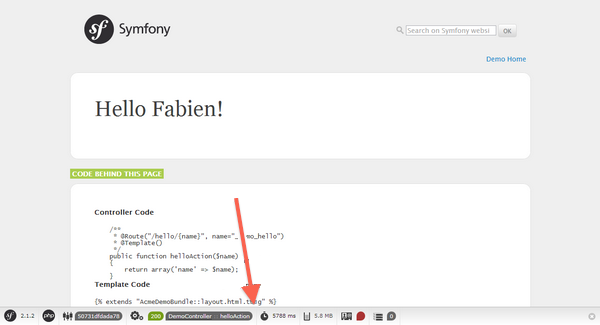 sf Symfony
Search on Symfony websi OK
Demo Home
Hello Fabien!
CODE BEHIND THIS PAGE
Controller Code
/**
* @Route("/hello/{name}", name="_ mo_hello")
* @Template()
*/
public function helloAction($name)
{
return array('name' => $name);
}
Template Code
{% extends "AcmeDemoBundle::layout.html.twig" %}
sf 2.1.2 php 50731dfdada78 200 DemoController :: helloAction 5788 ms 5.8 MB 0